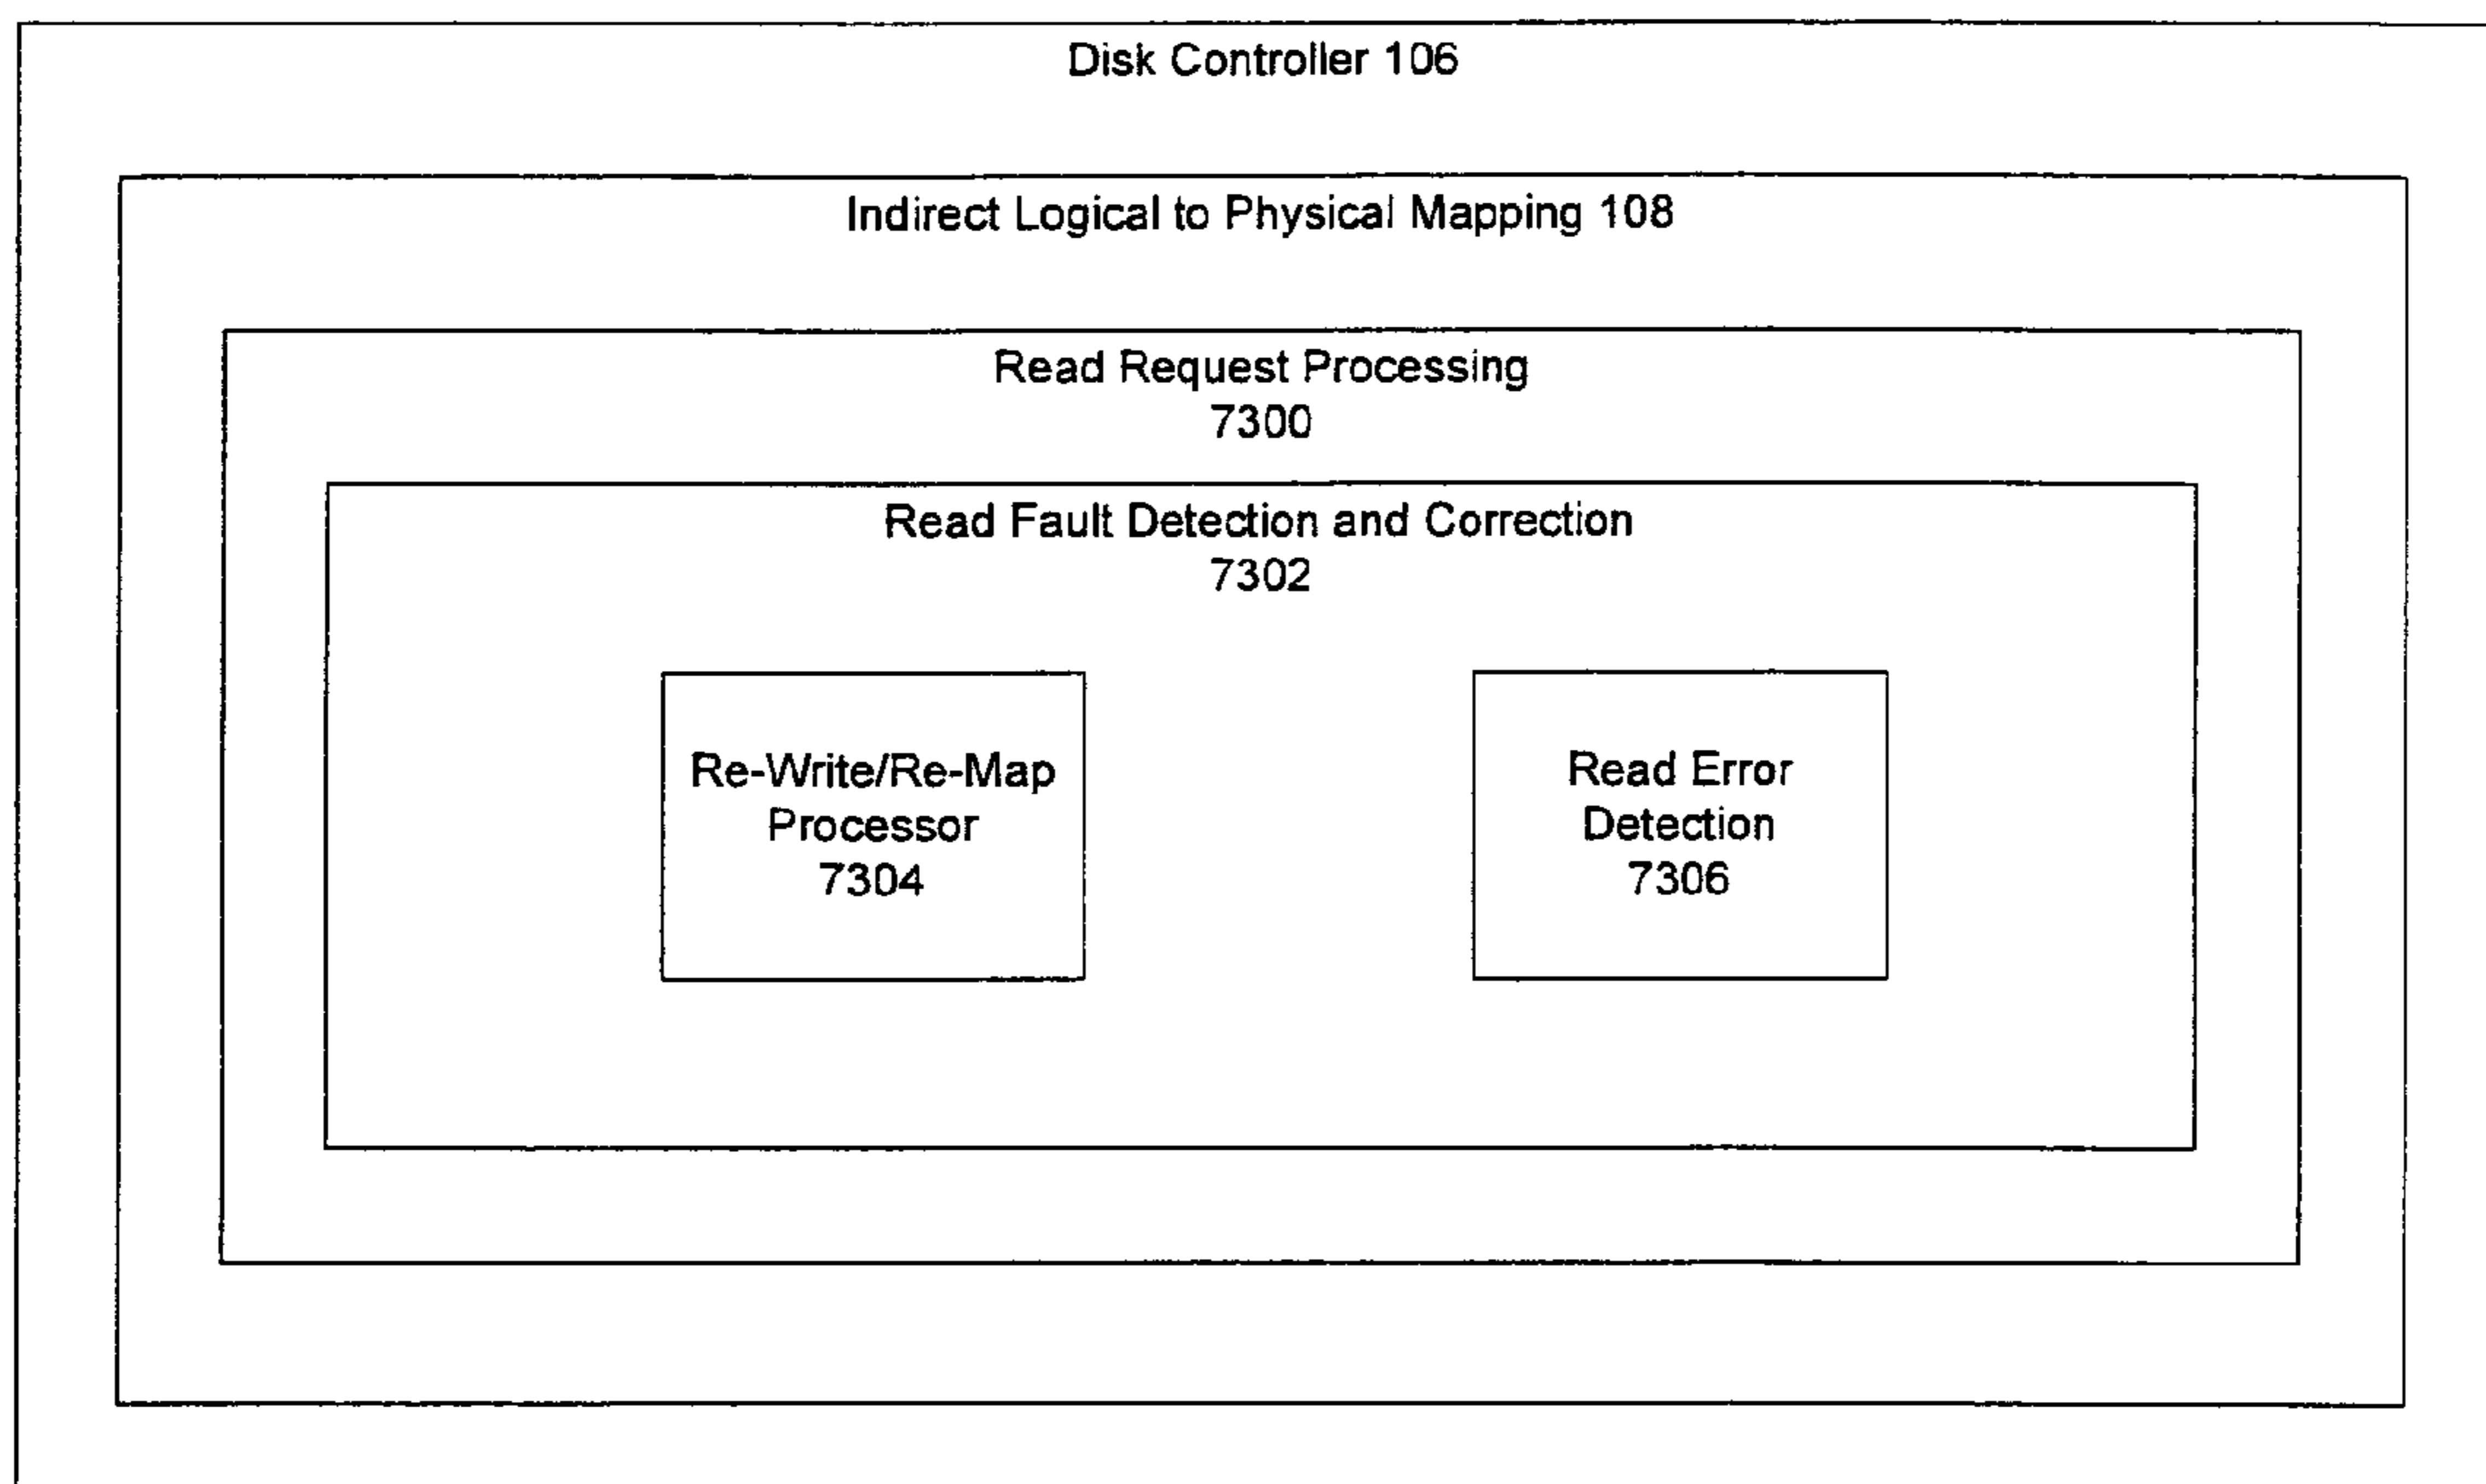 Disk Controller 106
Indirect Logical to Physical Mapping 108
Read Request Processing
7300
Read Fault Detection and Correction
7302
Re-Write/Re-Map
Processor
7304
Read Error
Detection
7306